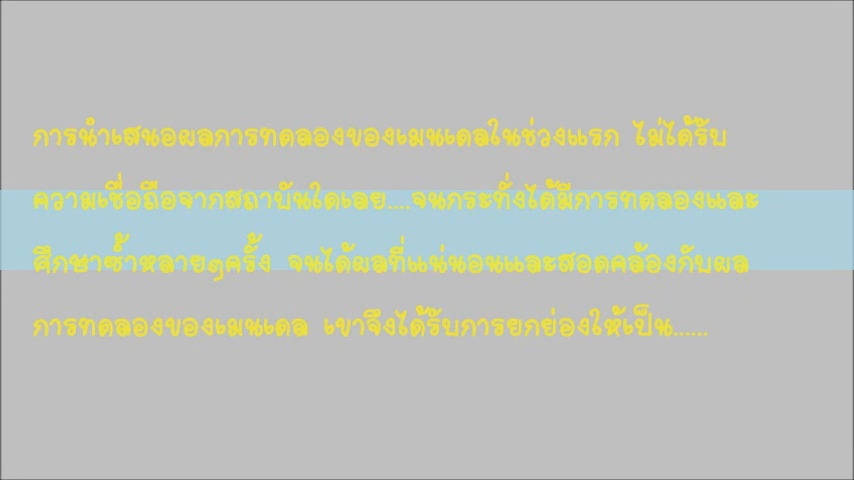 การนำเสนอผลการทดลองของเมนเดลในช่วงแรก ไม่ได้รับ
ความเชื่อถือจากสถาบันใดเลย....จนกระทั่งได้มีการทดลองและ
ศึกษาซ้ำหลายๆครั้ง จนได้ผลที่แน่นอนและสอดคล้องกับผล
การทดลองของเมนเดล เขาจึงได้รับการยกย่องให้เป็น......